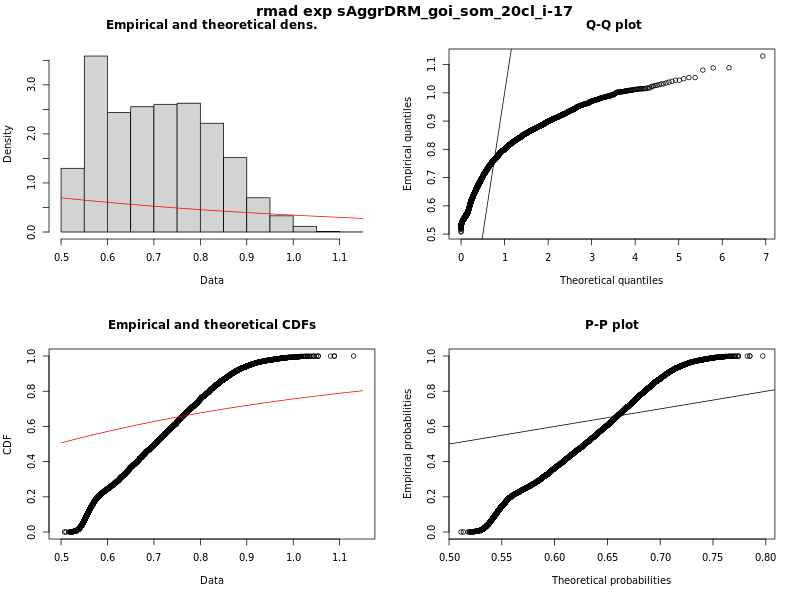 rmad exp sAggrDRM_goi_som_20cl_i-17
Empirical and theoretical dens.
Density
0.0 1.0 2.0 3.0
0.5 0.6 0.7 0.8 0.9 1.0 1.1
Data
Q-Q plot
Empirical quantiles
0.5 0.6 0.7 0.8 0.9 1.0 1.1
0 1 2 3 4 5 6 7
Theoretical quantiles
Empirical and theoretical CDFs
CDF
0.0 0.2 0.4 0.6 0.8 1.0
0.5 0.6 0.7 0.8 0.9 1.0 1.1
Data
P-P plot
Empirical probabilities
0.0 0.2 0.4 0.6 0.8 1.0
0.50 0.55 0.60 0.65 0.70 0.75 0.80
Theoretical probabilities